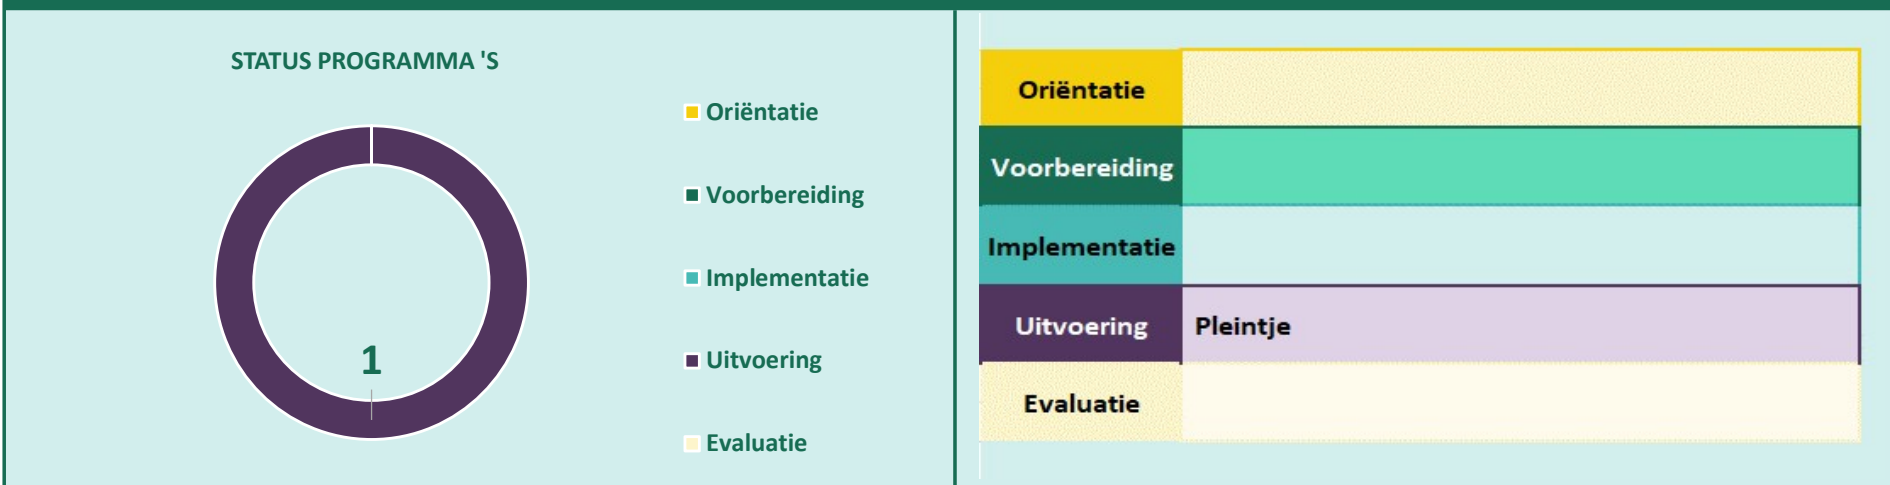 STATUS PROGRAMMA 'S
1
Oriëntatie
Voorbereiding
Implementatie
Uitvoering
Evaluatie
Oriëntatie
Voorbereiding
Implementatie
Uitvoering Pleintje
Evaluatie